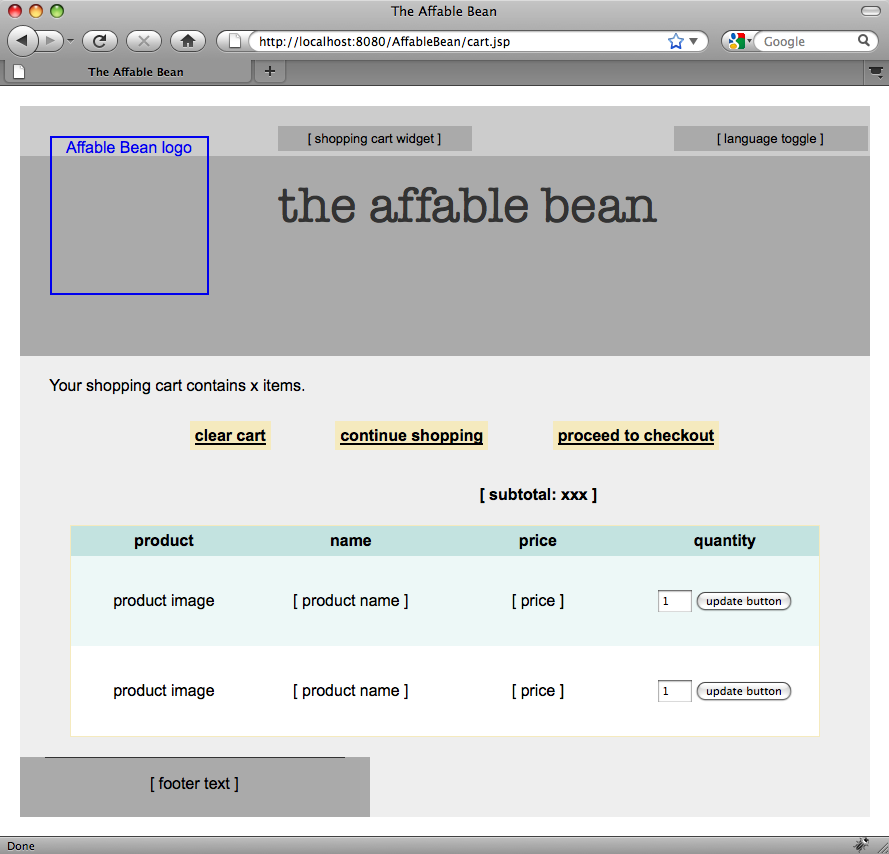 The Affable Bean
http://localhost:8080/AffableBean/cart.jsp
Google
The Affable Bean
[ shopping cart widget ]
[ language toggle ]
Affable Bean logo
the affable bean
Your shopping cart contains x items.
clear cart continue shopping proceed to checkout
[ subtotal: xxx ]
product name price quantity
product image [ product name ] [ price ] 1 update button
product image [ product name ] [ price ] 1 update button
[ footer text ]
Done